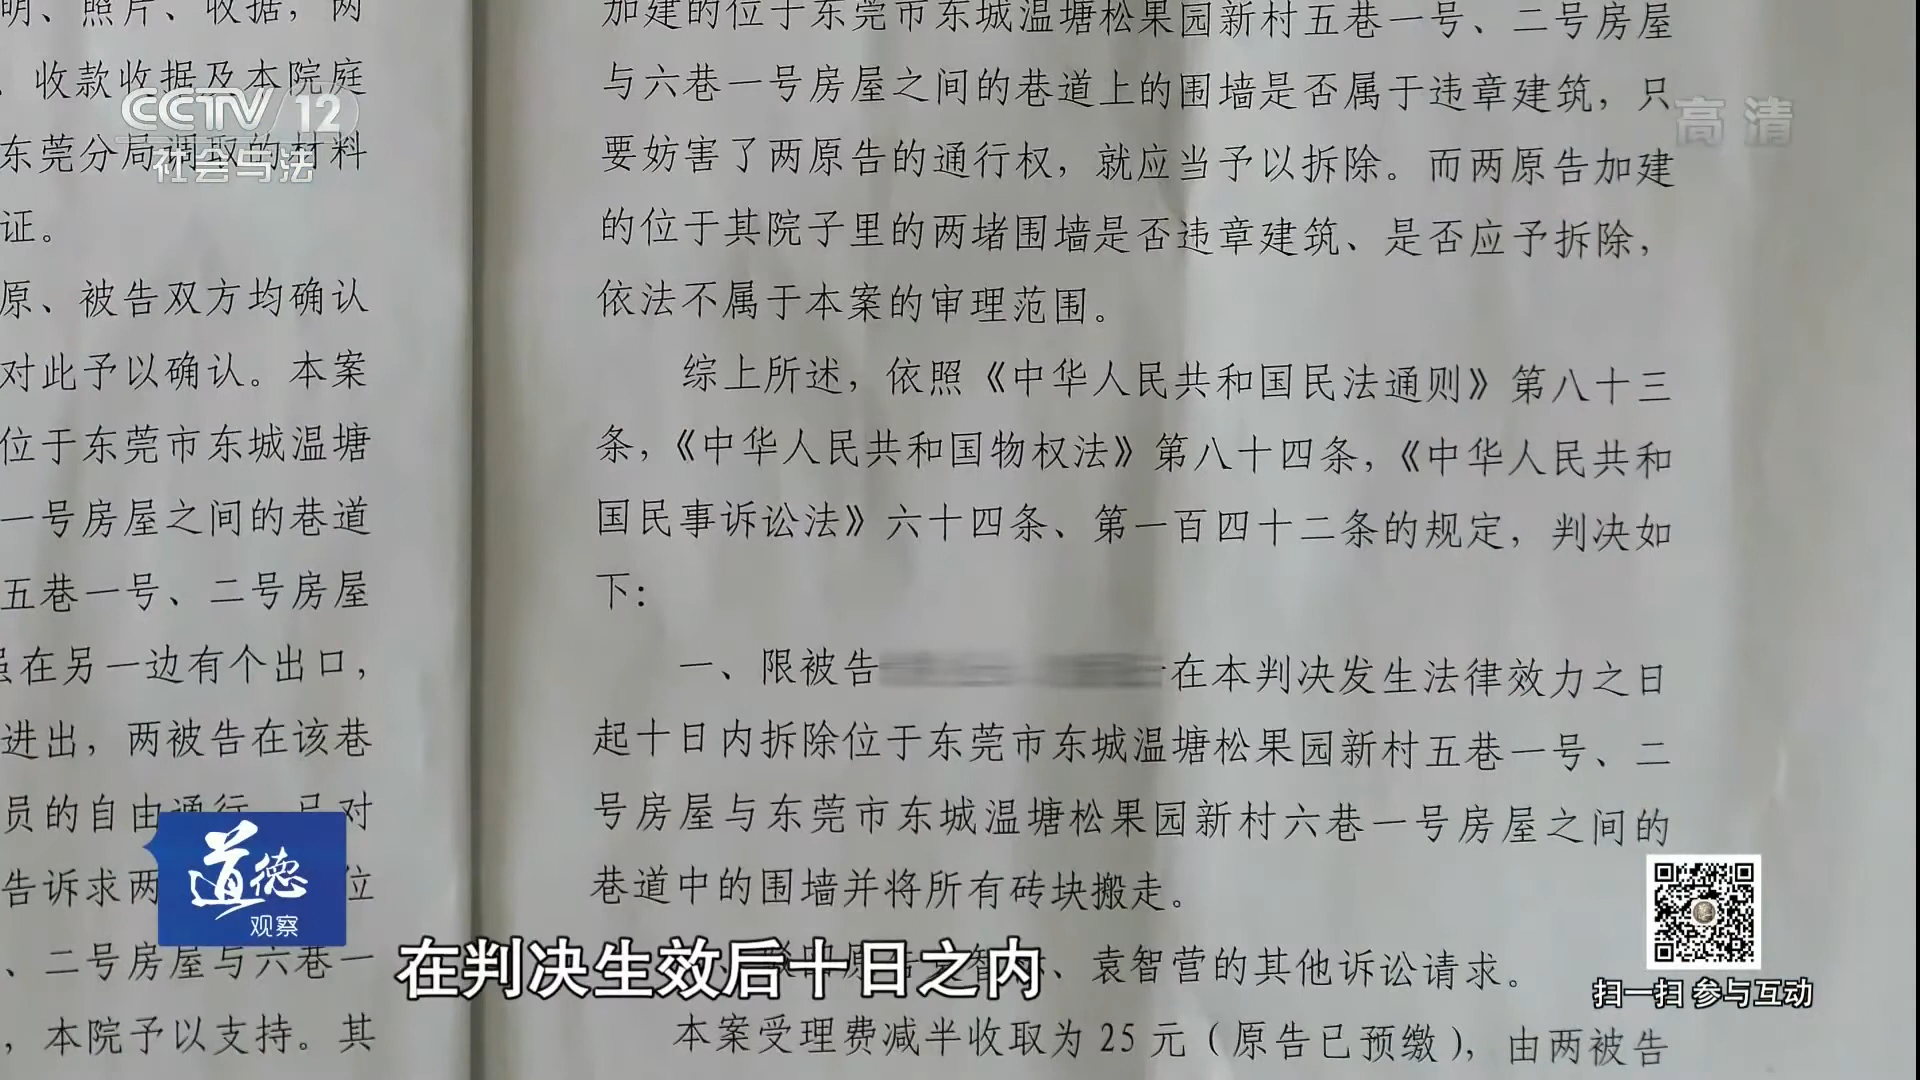 明、照片、收据，两
收款收据及本院庭
东莞分局调取的材料
证。
原、被告双方均确认
对此予以确认。本案
位于东莞市东城温塘
一号房屋之间的巷道
五巷一号、二号房屋
在另一边有个出口，
进出，两被告在该巷
员的自由通行
告诉求两 位
、二号房屋与六巷一
，本院予以支持。其
加建的位于东莞市东城温塘松果园新村五巷一号、二号房屋
与六巷一号房屋之间的巷道上的围墙是否属于违章建筑，只
要妨害了两原告的通行权，就应当予以拆除。而两原告加建
的位于其院子里的两堵围墙是否违章建筑、是否应予拆除，
依法不属于本案的审理范围。
综上所述，依照《中华人民共和国民法通则》第八十三
条，《中华人民共和国物权法》第八十四条，《中华人民共和
国民事诉讼法》六十四条、第一百四十二条的规定，判决如
下：
一、限被告 在本判决发生法律效力之日
起十日内拆除位于东莞市东城温塘松果园新村五巷一号、二
号房屋与东莞市东城温塘松果园新村六巷一号房屋之间的
巷道中的围墙并将所有砖块搬走。
、袁智营的其他诉讼请求。
本案受理费减半收取为25元（原告已预缴），由两被告
CCTV 12
社会与法
高清
道德
观察
在判决生效后十日之内
扫一扫 参与互动